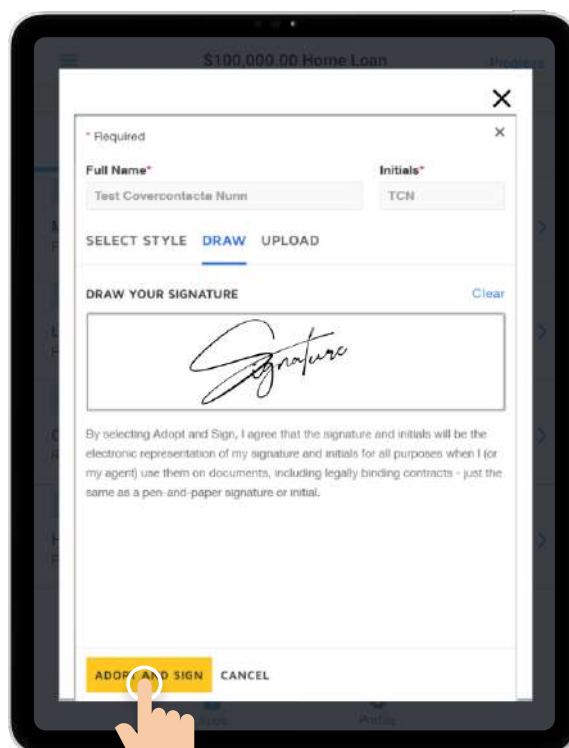 $100,000.00 Home Loan
Progress
* Required
Full Name*
Initials*
Test Covercontacta Nunn
TCN
SELECT STYLE DRAW UPLOAD
DRAW YOUR SIGNATURE
Clear
Signature
By selecting Adopt and Sign, I agree that the signature and initials will be the
electronic representation of my signature and initials for all purposes when I (or
my agent) use them on documents, including legally binding contracts - just the
same as a pen-and-paper signature or initial.
ADOPT AND SIGN CANCEL
Profile